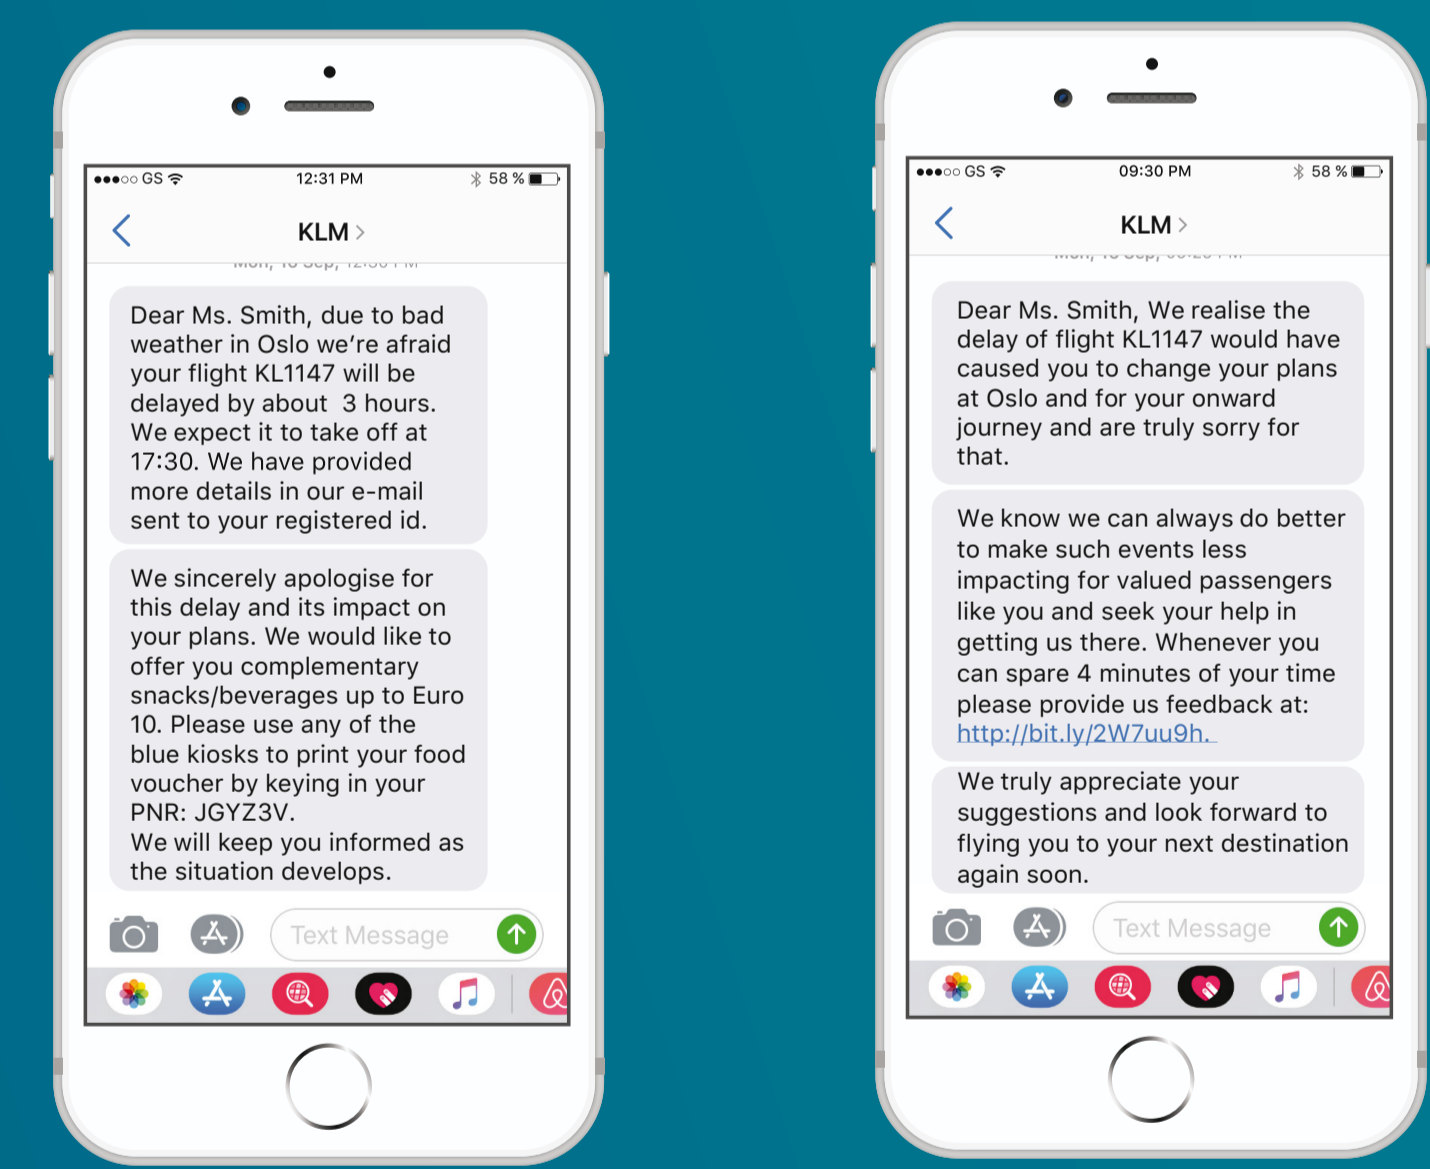 GS 12:31 PM 58 %
KLM
Mon, 16 Sep, 12:30 PM
Dear Ms. Smith, due to bad
weather in Oslo we're afraid
your flight KL1147 will be
delayed by about 3 hours.
We expect it to take off at
17:30. We have provided
more details in our e-mail
sent to your registered id.
We sincerely apologise for
this delay and its impact on
your plans. We would like to
offer you complementary
snacks/beverages up to Euro
10. Please use any of the
blue kiosks to print your food
voucher by keying in your
PNR: JGYZ3V.
We will keep you informed as
the situation develops.
Text Message
GS 09:30 PM 58 %
KLM
Dear Ms. Smith, We realise the
delay of flight KL1147 would have
caused you to change your plans
at Oslo and for your onward
journey and are truly sorry for
that.
We know we can always do better
to make such events less
impacting for valued passengers
like you and seek your help in
getting us there. Whenever you
can spare 4 minutes of your time
please provide us feedback at:
http://bit.ly/2W7uu9h.
We truly appreciate your
suggestions and look forward to
flying you to your next destination
again soon.
Text Message